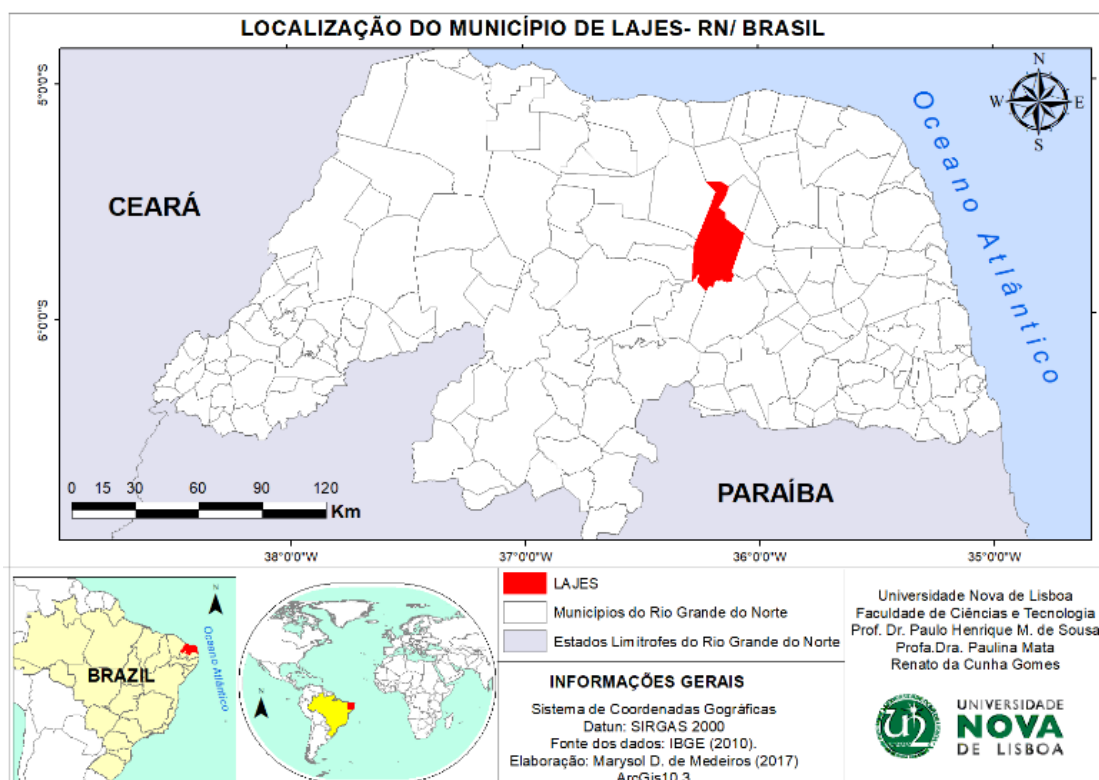 LOCALIZAÇÃO DO MUNICÍPIO DE LAJES- RN/ BRASIL
5°0'0"S
6°0'0"S
N
W
E
S
Oceano Atlântico
CEARÁ
PARAÍBA
0 15 30 60 90 120
Km
38°0'0"W
37°0'0"W
36°0'0"W
35°0'0"W
N
Oceano Atlântico
BRAZIL
N
LAJES
Municípios do Rio Grande do Norte
Estados Limítrofes do Rio Grande do Norte
INFORMAÇÕES GERAIS
Sistema de Coordenadas Gográficas
Datun: SIRGAS 2000
Fonte dos dados: IBGE (2010).
Elaboração: Marysol D. de Medeiros (2017)
ArcGis10.3
Universidade Nova de Lisboa
Faculdade de Ciências e Tecnologia
Prof. Dr. Paulo Henrique M. de Sousa
Profa.Dra. Paulina Mata
Renato da Cunha Gomes
UNIVERSIDADE
NOVA
DE LISBOA